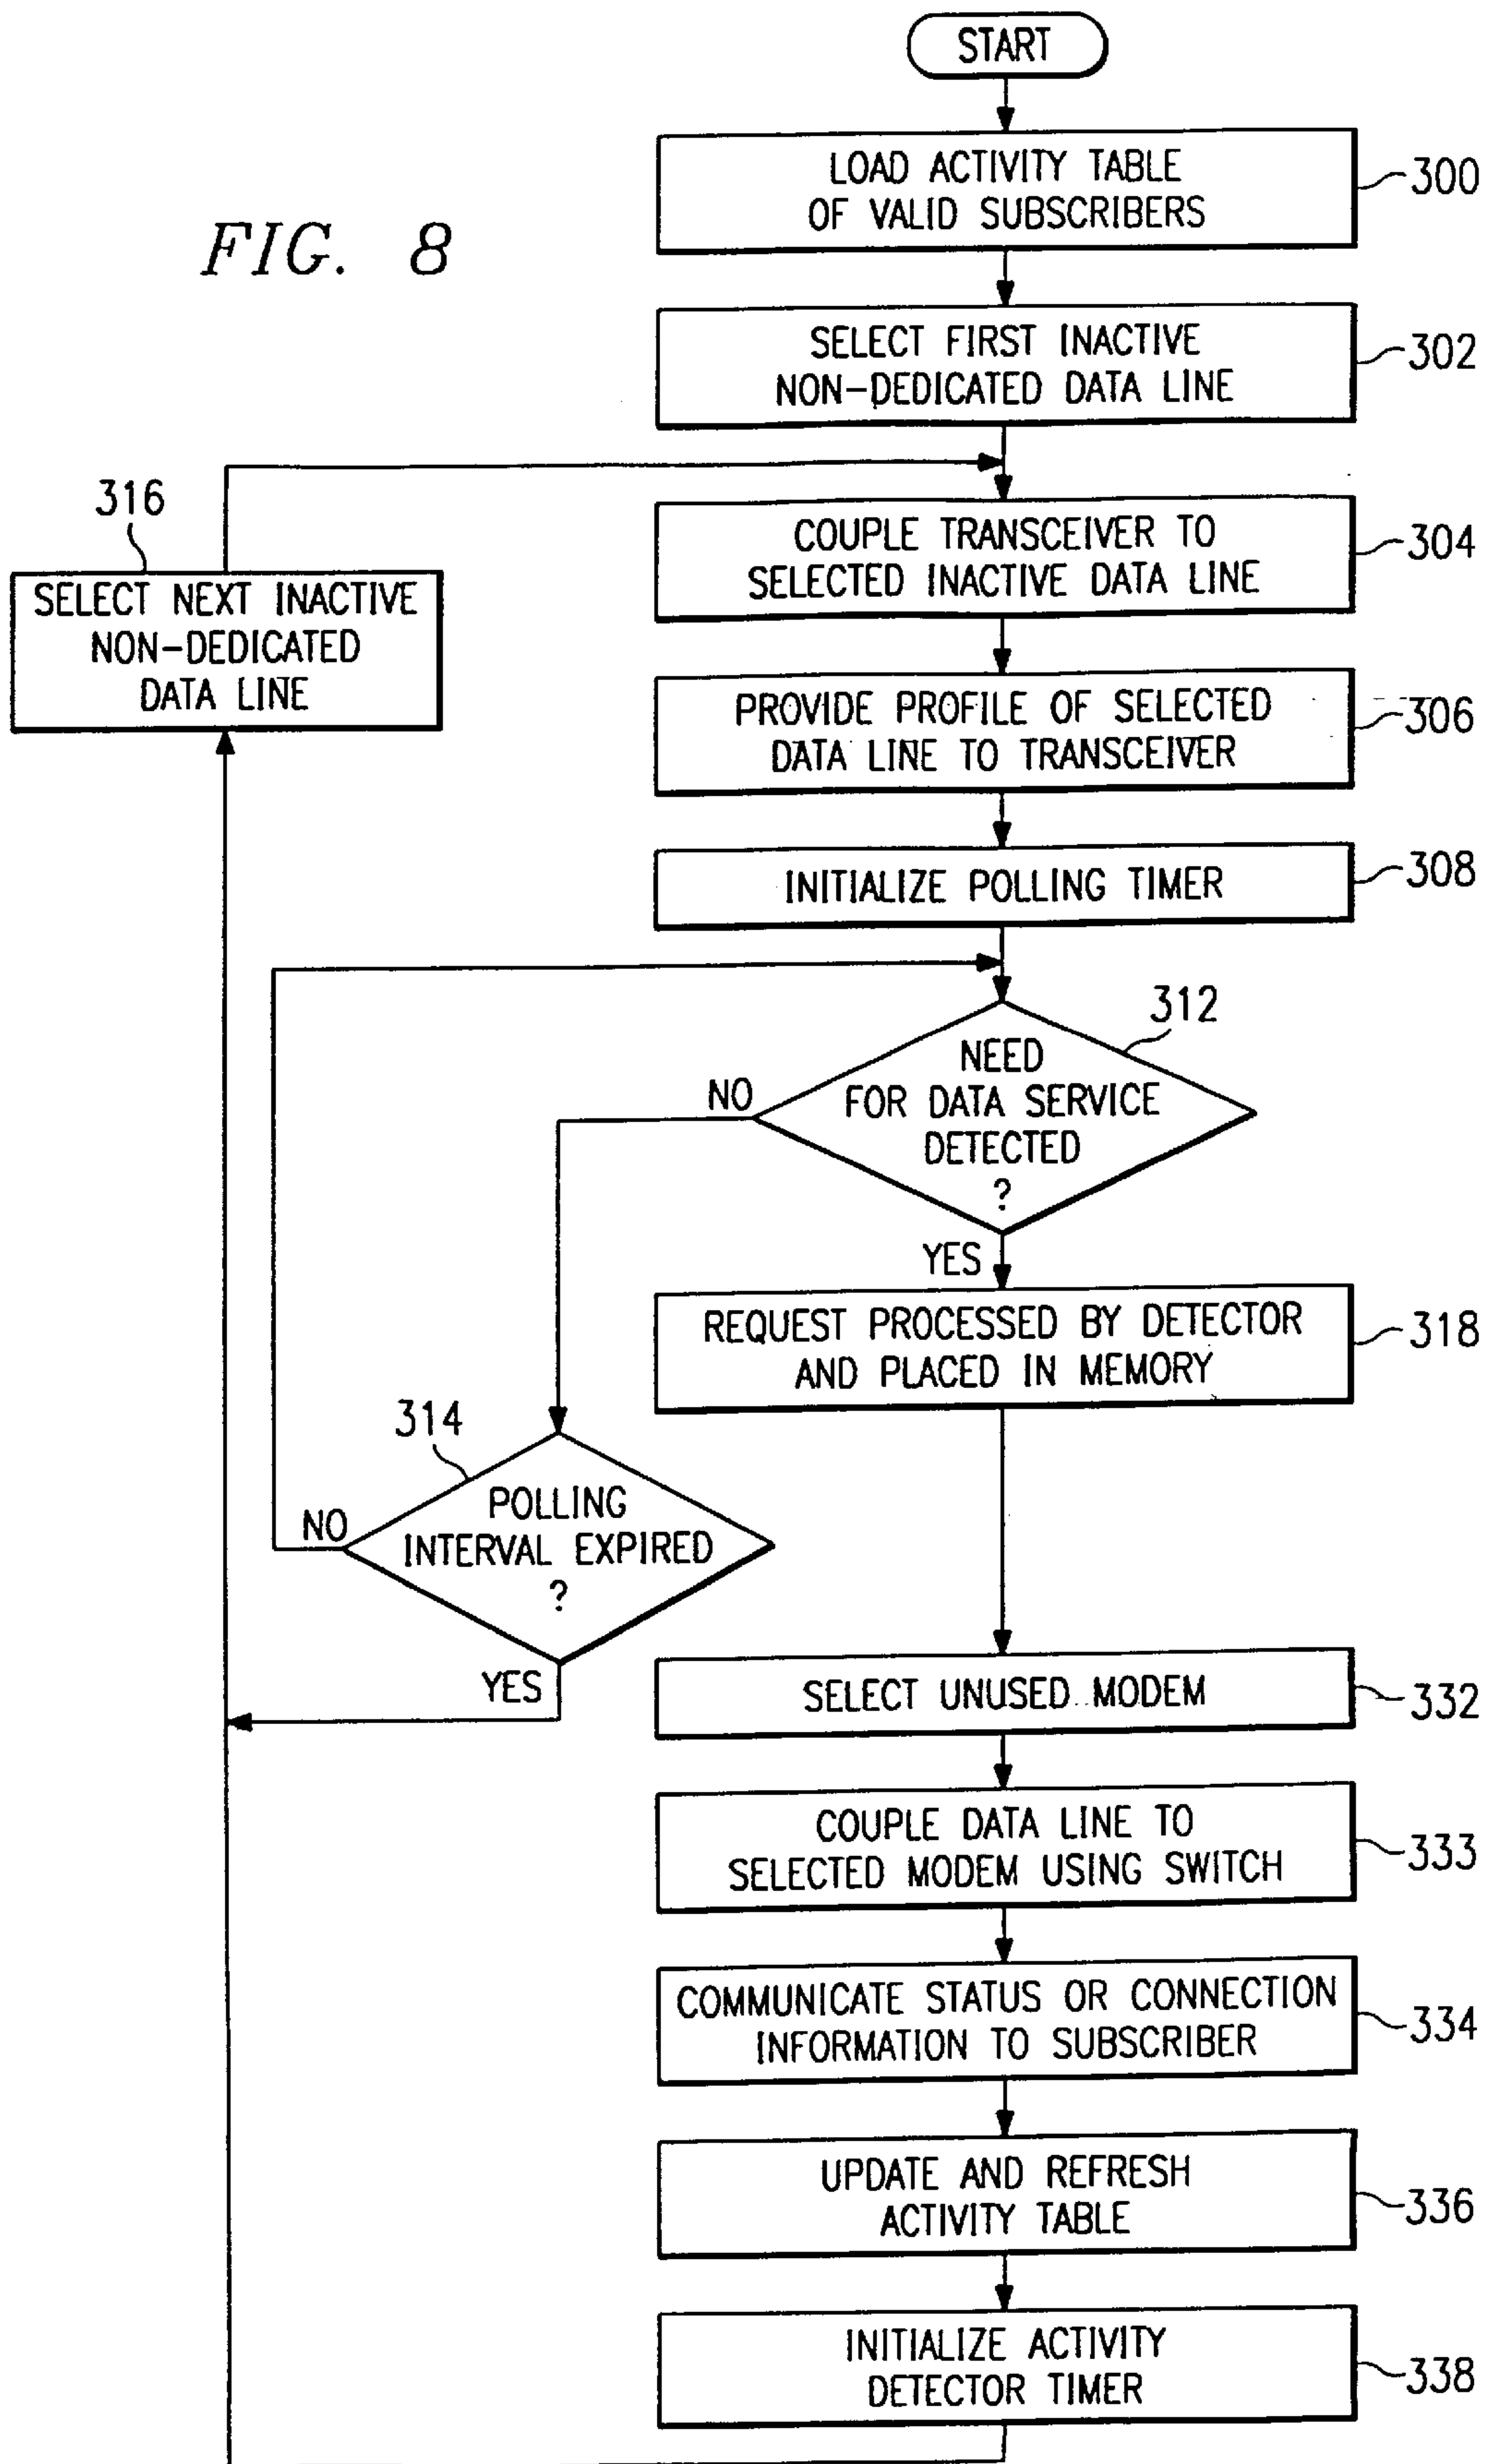 START
FIG. 8
LOAD ACTIVITY TABLE
OF VALID SUBSCRIBERS
300
SELECT FIRST INACTIVE
NON-DEDICATED DATA LINE
302
316
SELECT NEXT INACTIVE
NON-DEDICATED
DATA LINE
COUPLE TRANSCEIVER TO
SELECTED INACTIVE DATA LINE
304
PROVIDE PROFILE OF SELECTED
DATA LINE TO TRANSCEIVER
306
INITIALIZE POLLING TIMER
308
312
NEED
FOR DATA SERVICE
DETECTED
?
NO
YES
REQUEST PROCESSED BY DETECTOR
AND PLACED IN MEMORY
318
314
POLLING
INTERVAL EXPIRED
?
NO
YES
SELECT UNUSED MODEM
332
COUPLE DATA LINE TO
SELECTED MODEM USING SWITCH
333
COMMUNICATE STATUS OR CONNECTION
INFORMATION TO SUBSCRIBER
334
UPDATE AND REFRESH
ACTIVITY TABLE
336
INITIALIZE ACTIVITY
DETECTOR TIMER
338